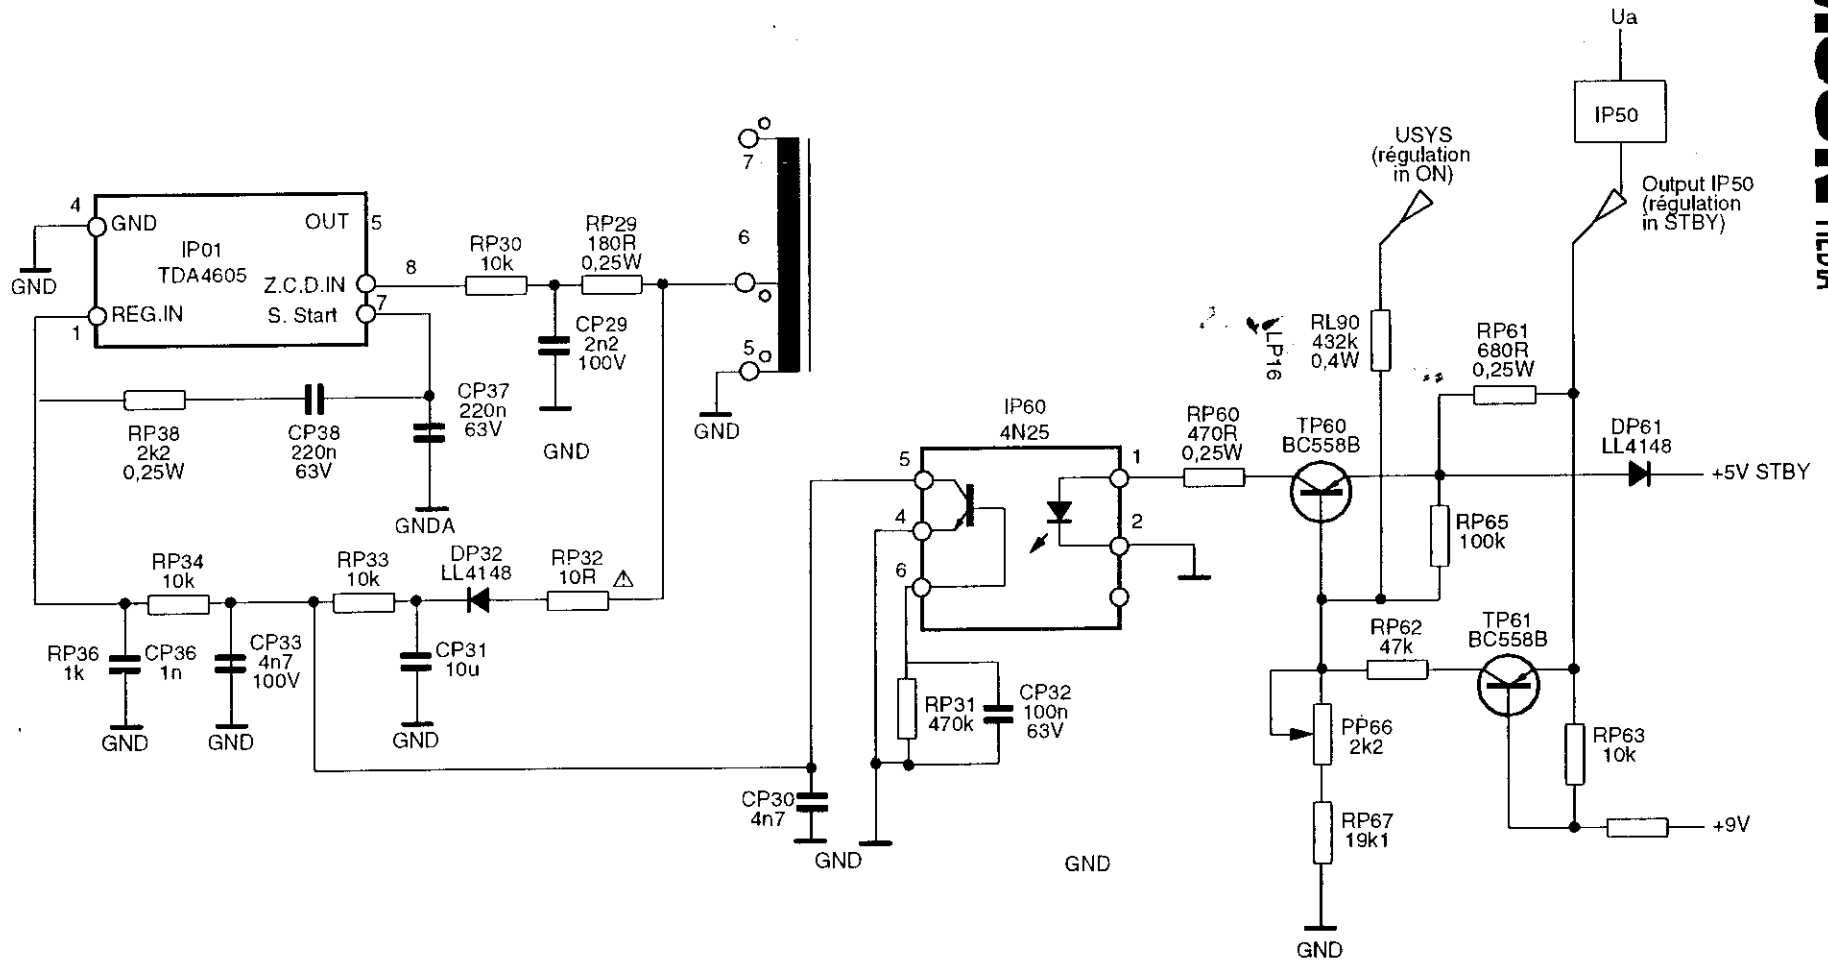 Ua
IP50
USYS
(régulation
in ON)
Output IP50
(régulation
in STBY)
4
GND
OUT
5
IP01
TDA4605
8
Z.C.D.IN
REG.IN
S. Start
7
1
GND
RP30
10k
RP29
180R
0,25W
CP29
2n2
100V
GND
7
6
5
GND
RP38
2k2
0,25W
CP38
220n
63V
CP37
220n
63V
GNDA
LLP16
RL90
432k
0,4W
RP61
680R
0,25W
IP60
4N25
5
4
6
1
2
RP60
470R
0,25W
TP60
BC558B
DP61
LL4148
+5V STBY
RP65
100k
RP34
10k
RP33
10k
DP32
LL4148
RP32
10R
RP36
1k
CP36
1n
CP33
4n7
100V
CP31
10u
GND
GND
GND
RP31
470k
CP32
100n
63V
RP62
47k
TP61
BC558B
PP66
2k2
RP63
10k
CP30
4n7
GND
GND
RP67
19k1
+9V
GND